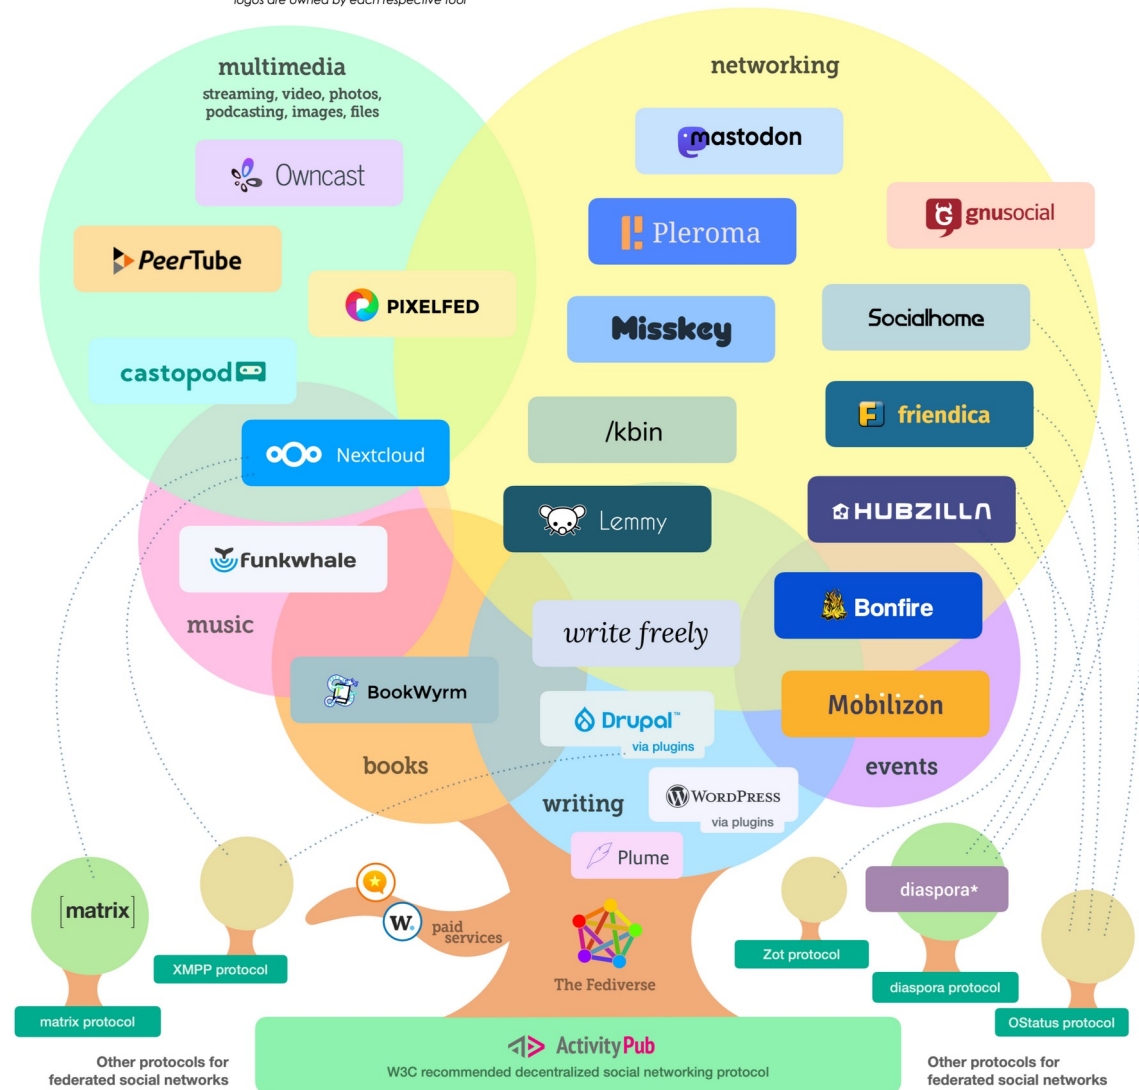 logos are owned by each respective tool
multimedia
streaming, video, photos,
podcasting, images, files
networking
mastodon
Owncast
gnusocial
Pleroma
PeerTube
PIXELFED
Misskey
Socialhome
castopod
/kbin
friendica
Nextcloud
Lemmy
HUBZILLA
funkwhale
Bonfire
music
write freely
BookWyrm
Mobilizon
Drupal™
via plugins
books
events
writing
WORDPRESS
via plugins
Plume
[matrix]
diaspora*
W.
paid
services
XMPP protocol
Zot protocol
The Fediverse
diaspora protocol
matrix protocol
OStatus protocol
ActivityPub
W3C recommended decentralized social networking protocol
Other protocols for
federated social networks
Other protocols for
federated social networks